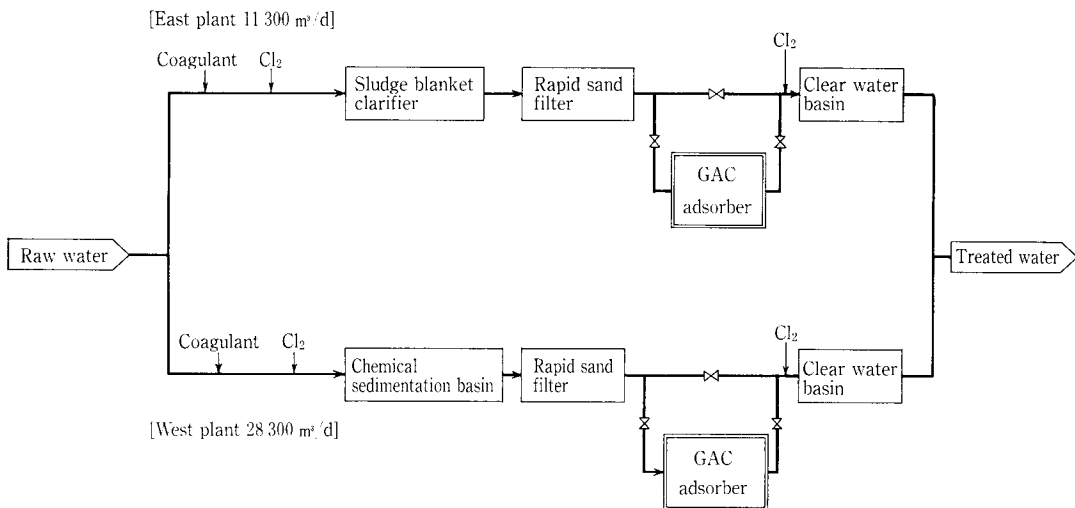 [East plant 11 300 m³/d]
Coagulant
Cl₂
Sludge blanket
clarifier
Rapid sand
filter
Cl₂
Clear water
basin
GAC
adsorber
Raw water
Treated water
Coagulant
Cl₂
Chemical
sedimentation basin
Rapid sand
filter
Cl₂
Clear water
basin
[West plant 28 300 m³/d]
GAC
adsorber